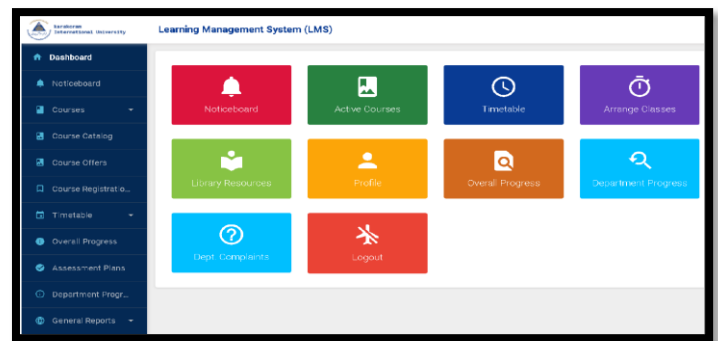 Karakoram
International University
Learning Management System (LMS)
Dashboard
Noticeboard
Courses
Course Catalog
Course Offers
Course Registratio...
Timetable
Overall Progress
Assessment Plans
Department Progr...
General Reports
Noticeboard
Active Courses
Timetable
Arrange Classes
Library Resources
Profile
Overall Progress
Department Progress
Dept. Complaints
Logout